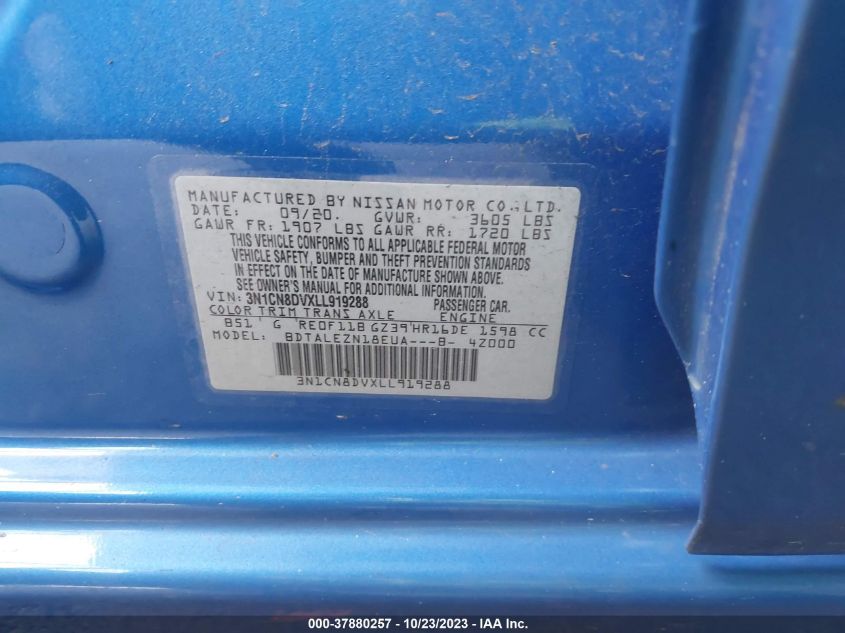 MANUFACTURED BY NISSAN MOTOR CO.,LTD.
DATE: 09/20. GVWR: 3605 LBS
GAWR FR: 1907 LBS GAWR RR: 1720 LBS
THIS VEHICLE CONFORMS TO ALL APPLICABLE FEDERAL MOTOR
VEHICLE SAFETY, BUMPER AND THEFT PREVENTION STANDARDS
IN EFFECT ON THE DATE OF MANUFACTURE SHOWN ABOVE.
SEE OWNER'S MANUAL FOR ADDITIONAL INFORMATION.
VIN: 3N1CN8DVXLL919288 PASSENGER CAR.
COLOR TRIM TRANS AXLE ENGINE
B51 G RE0F11B GZ39 HR16DE 1598 CC
MODEL: BDTALEZN18EUA---B- 4Z000
3N1CN8DVXLL919288
000-37880257 - 10/23/2023 - IAA Inc.